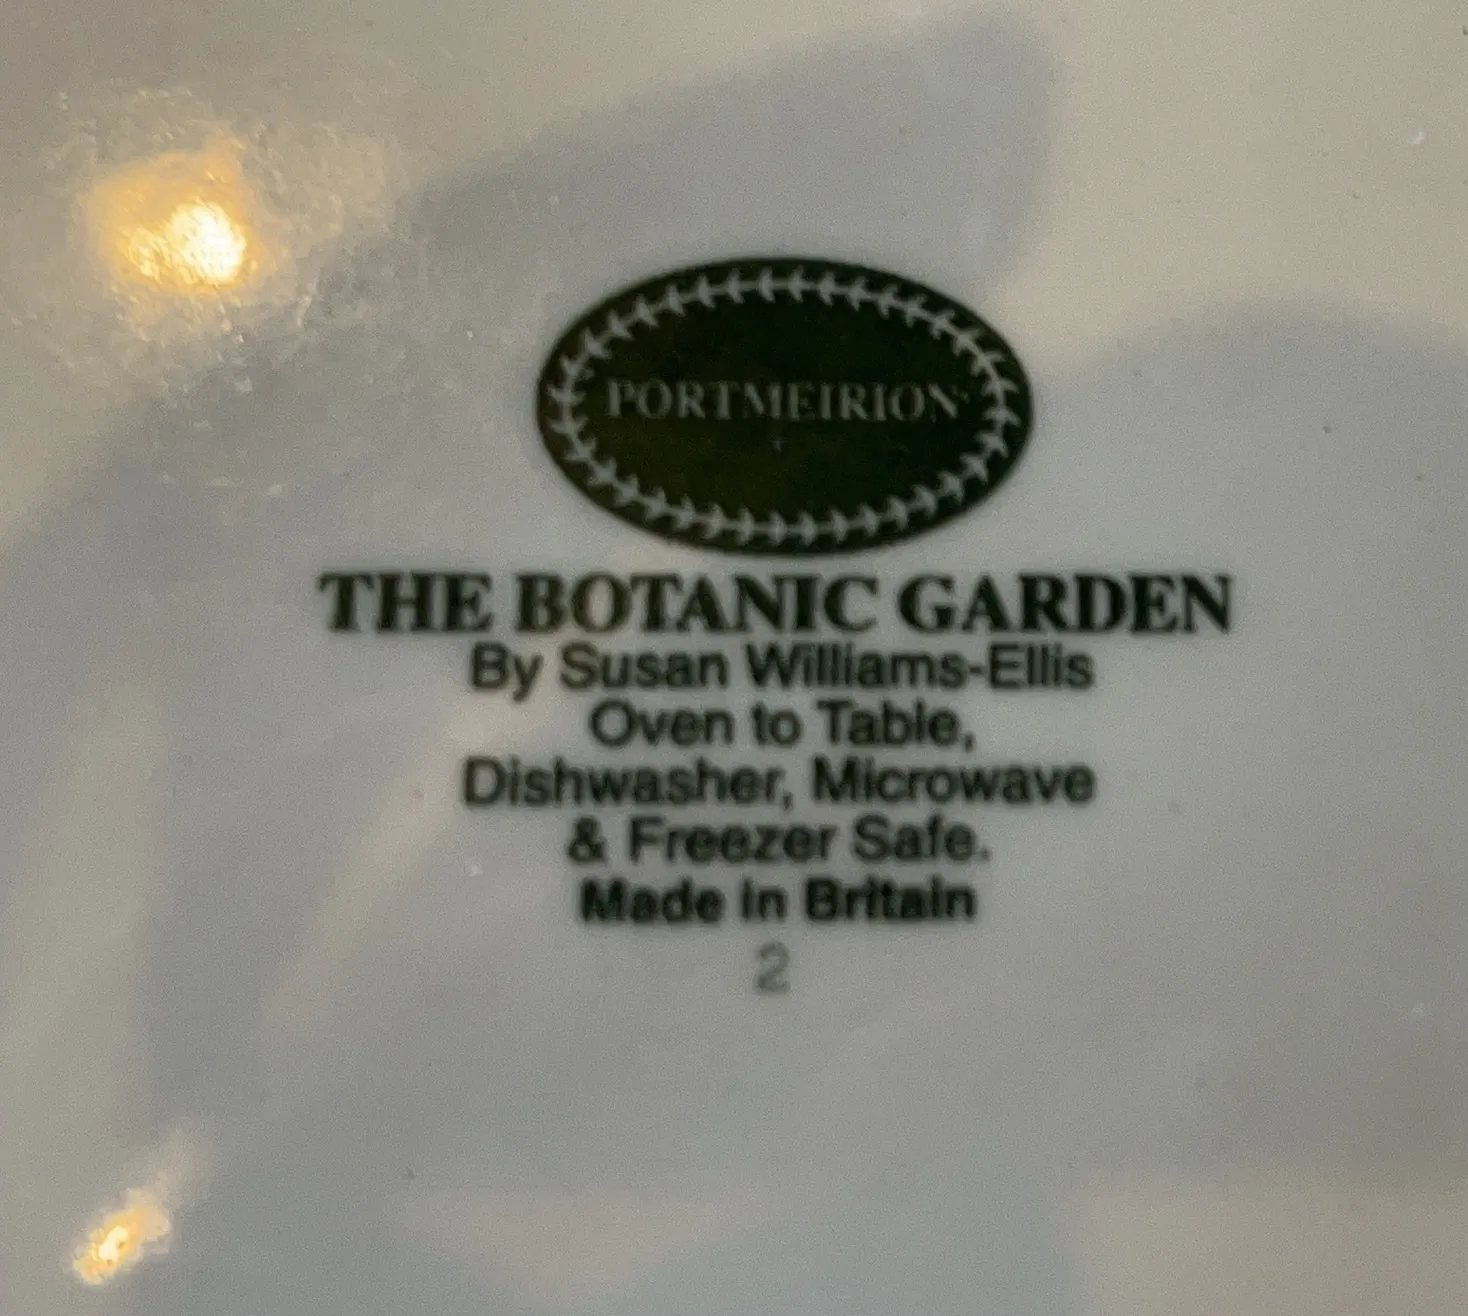 PORTMEIRION
THE BOTANIC GARDEN
By Susan Williams-Ellis
Oven to Table,
Dishwasher, Microwave
& Freezer Safe.
Made in Britain
2